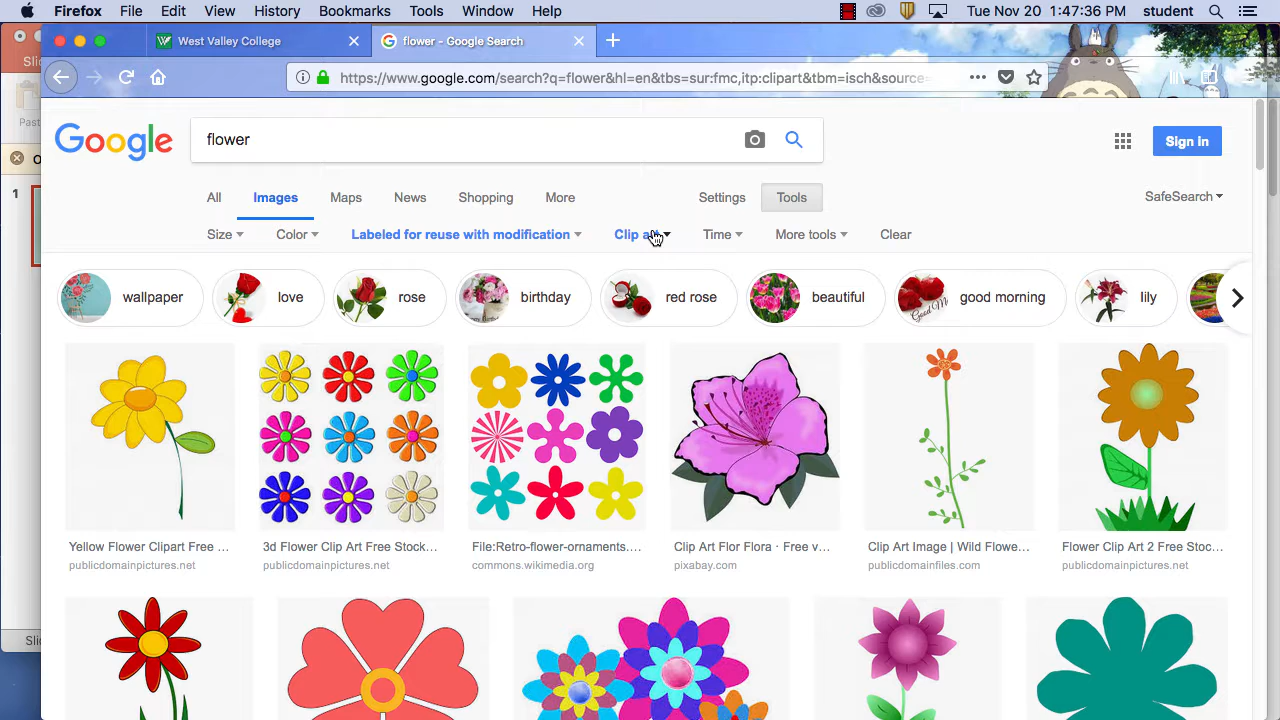 Firefox File Edit View History Bookmarks Tools Window Help Tue Nov 20 1:47:36 PM student
West Valley College flower - Google Search
https://www.google.com/search?q=flower&hl=en&tbs=sur:fmc,itp:clipart&tbm=isch&source=
Past
Google flower Sign in
1
All Images Maps News Shopping More Settings Tools SafeSearch
Size Color Labeled for reuse with modification Clip art Time More tools Clear
wallpaper love rose birthday red rose beautiful good morning lily
Yellow Flower Clipart Free ... 3d Flower Clip Art Free Stock... File:Retro-flower-ornaments.... Clip Art Flor Flora · Free v... Clip Art Image | Wild Flowe... Flower Clip Art 2 Free Stoc...
publicdomainpictures.net publicdomainpictures.net commons.wikimedia.org pixabay.com publicdomainfiles.com publicdomainpictures.net